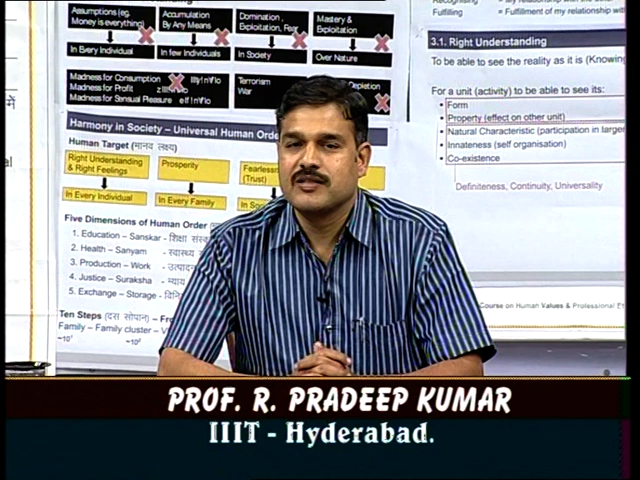 Assumptions (eg.
Money is everything)
Accumulation
By Any Means
Domination,
Exploitation, Fear
Mastery &
Exploitation
In Every Individual
In few Individuals
In Society
Over Nature
Madness for Consumption
Madness for Profit
Madness for Sensual Pleasure
Terrorism
War
Depletion
Harmony in Society – Universal Human Order
Human Target (मानव लक्ष्य)
Right Understanding
& Right Feelings
Prosperity
(Trust)
In Every Individual
In Every Family
Five Dimensions of Human Order
1. Education – Sanskar - शिक्षा
2. Health – Sanyam - स्वास्थ्य
3. Production – Work
4. Justice – Suraksha
5. Exchange – Storage
Ten Steps (दस सोपान) –
Family – Family cluster –
~10¹ ~10²
Recognising
Fulfilling
= Fulfillment of my relationship with
3.1. Right Understanding
To be able to see the reality as it is
For a unit (activity) to be able to see its:
• Form
• Property (effect on other unit)
• Natural Characteristic (participation in
• Innateness (self organisation)
• Co-existence
Definiteness, Continuity, Universality
Course on Human Values & Professional
PROF. R. PRADEEP KUMAR
IIIT - Hyderabad.